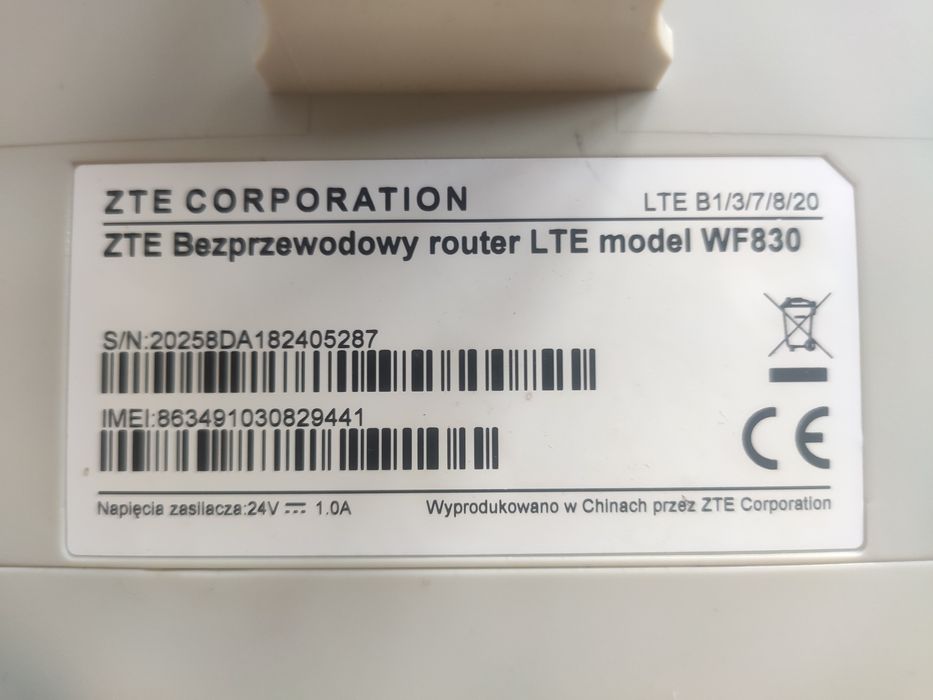 ZTE CORPORATION LTE B1/3/7/8/20
ZTE Bezprzewodowy router LTE model WF830
S/N:20258DA182405287
IMEI:863491030829441
Napięcia zasilacza:24V ⎓ 1.0A Wyprodukowano w Chinach przez ZTE Corporation
CE